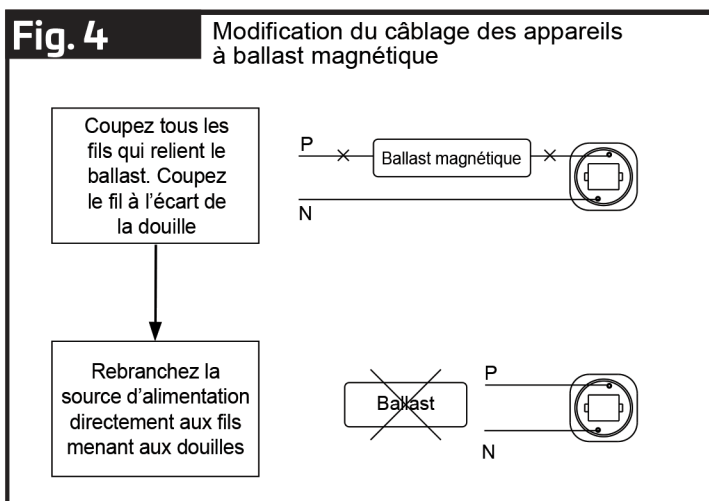 Fig. 4
Modification du câblage des appareils
à ballast magnétique
Coupez tous les
fils qui relient le
ballast. Coupez
le fil à l’écart de
la douille
P
Ballast magnétique
N
Rebranchez la
source d’alimentation
directement aux fils
menant aux douilles
Ballast
P
N